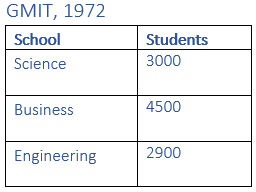 GMIT, 1972
School Students
Science 3000
Business 4500
Engineering 2900